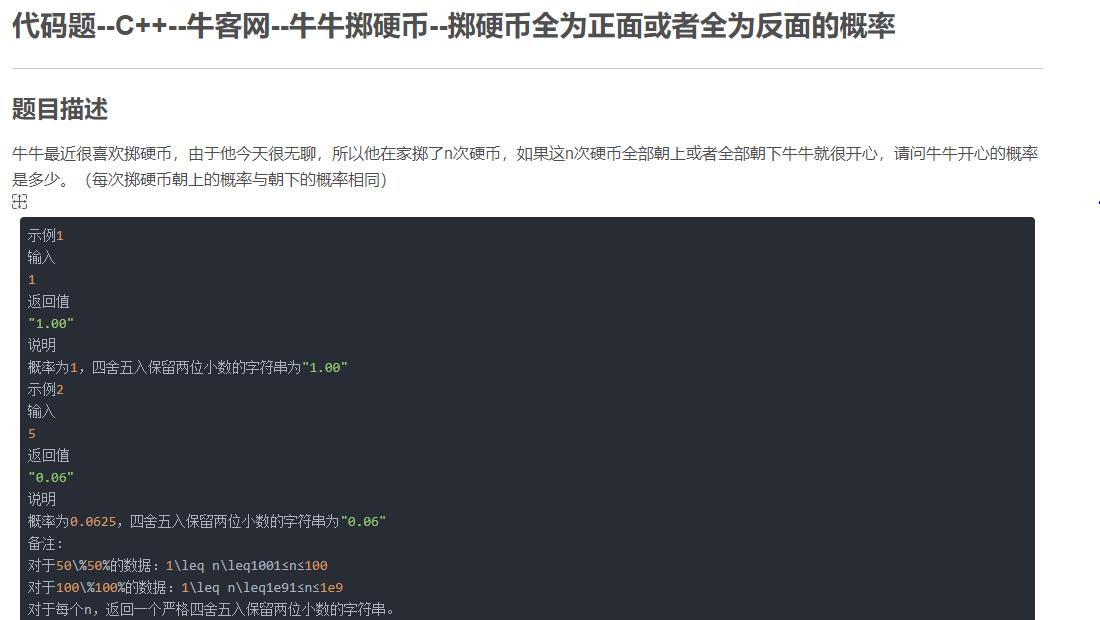 代码题--C++--牛客网--牛牛掷硬币--掷硬币全为正面或者全为反面的概率
题目描述
牛牛最近很喜欢掷硬币，由于他今天很无聊，所以他在家掷了n次硬币，如果这n次硬币全部朝上或者全部朝下牛牛就很开心，请问牛牛开心的概率
是多少。（每次掷硬币朝上的概率与朝下的概率相同）
示例1
输入
1
返回值
"1.00"
说明
概率为1，四舍五入保留两位小数的字符串为"1.00"
示例2
输入
5
返回值
"0.06"
说明
概率为0.0625，四舍五入保留两位小数的字符串为"0.06"
备注：
对于50\%50%的数据：1\leq n\leq1001≤n≤100
对于100\%100%的数据：1\leq n\leq1e91≤n≤1e9
对于每个n，返回一个严格四舍五入保留两位小数的字符串。